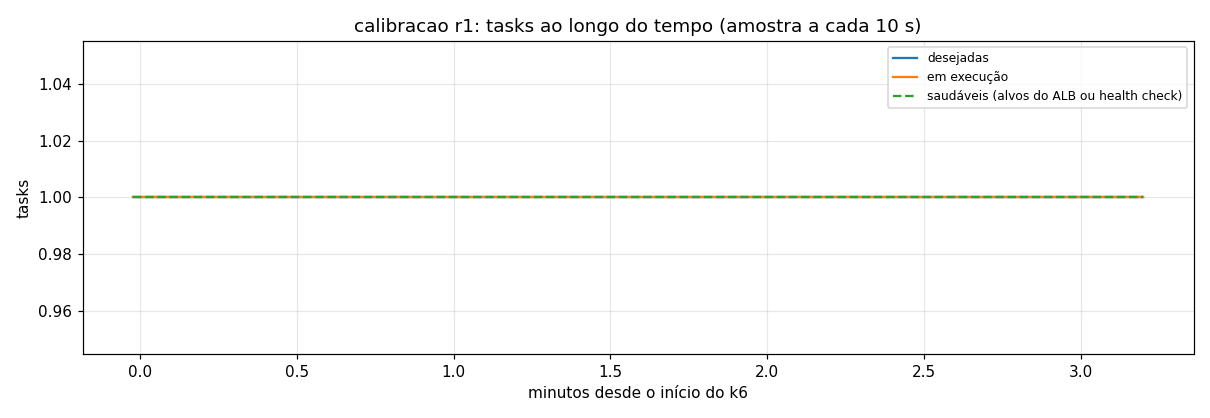 calibracao r1: tasks ao longo do tempo (amostra a cada 10 s)
desejadas
em execução
saudáveis (alvos do ALB ou health check)
tasks
1.04
1.02
1.00
0.98
0.96
0.0 0.5 1.0 1.5 2.0 2.5 3.0
minutos desde o início do k6